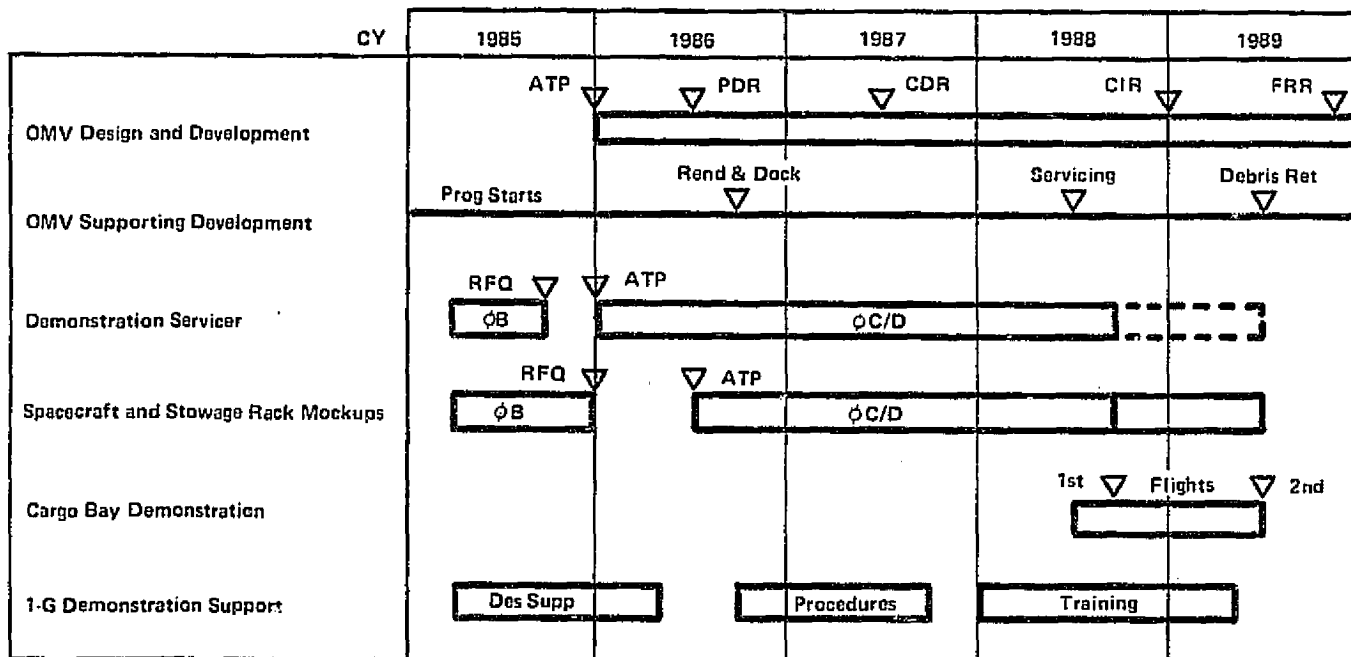 CY 1985 1986 1987 1988 1989
ATP PDR CDR CIR FRR
OMV Design and Development
Prog Starts Rend & Dock Servicing Debris Ret
OMV Supporting Development
RFQ ATP
Demonstration Servicer ϕB ϕC/D
RFQ ATP
Spacecraft and Stowage Rack Mockups ϕB ϕC/D
1st Flights 2nd
Cargo Bay Demonstration
1-G Demonstration Support Des Supp Procedures Training